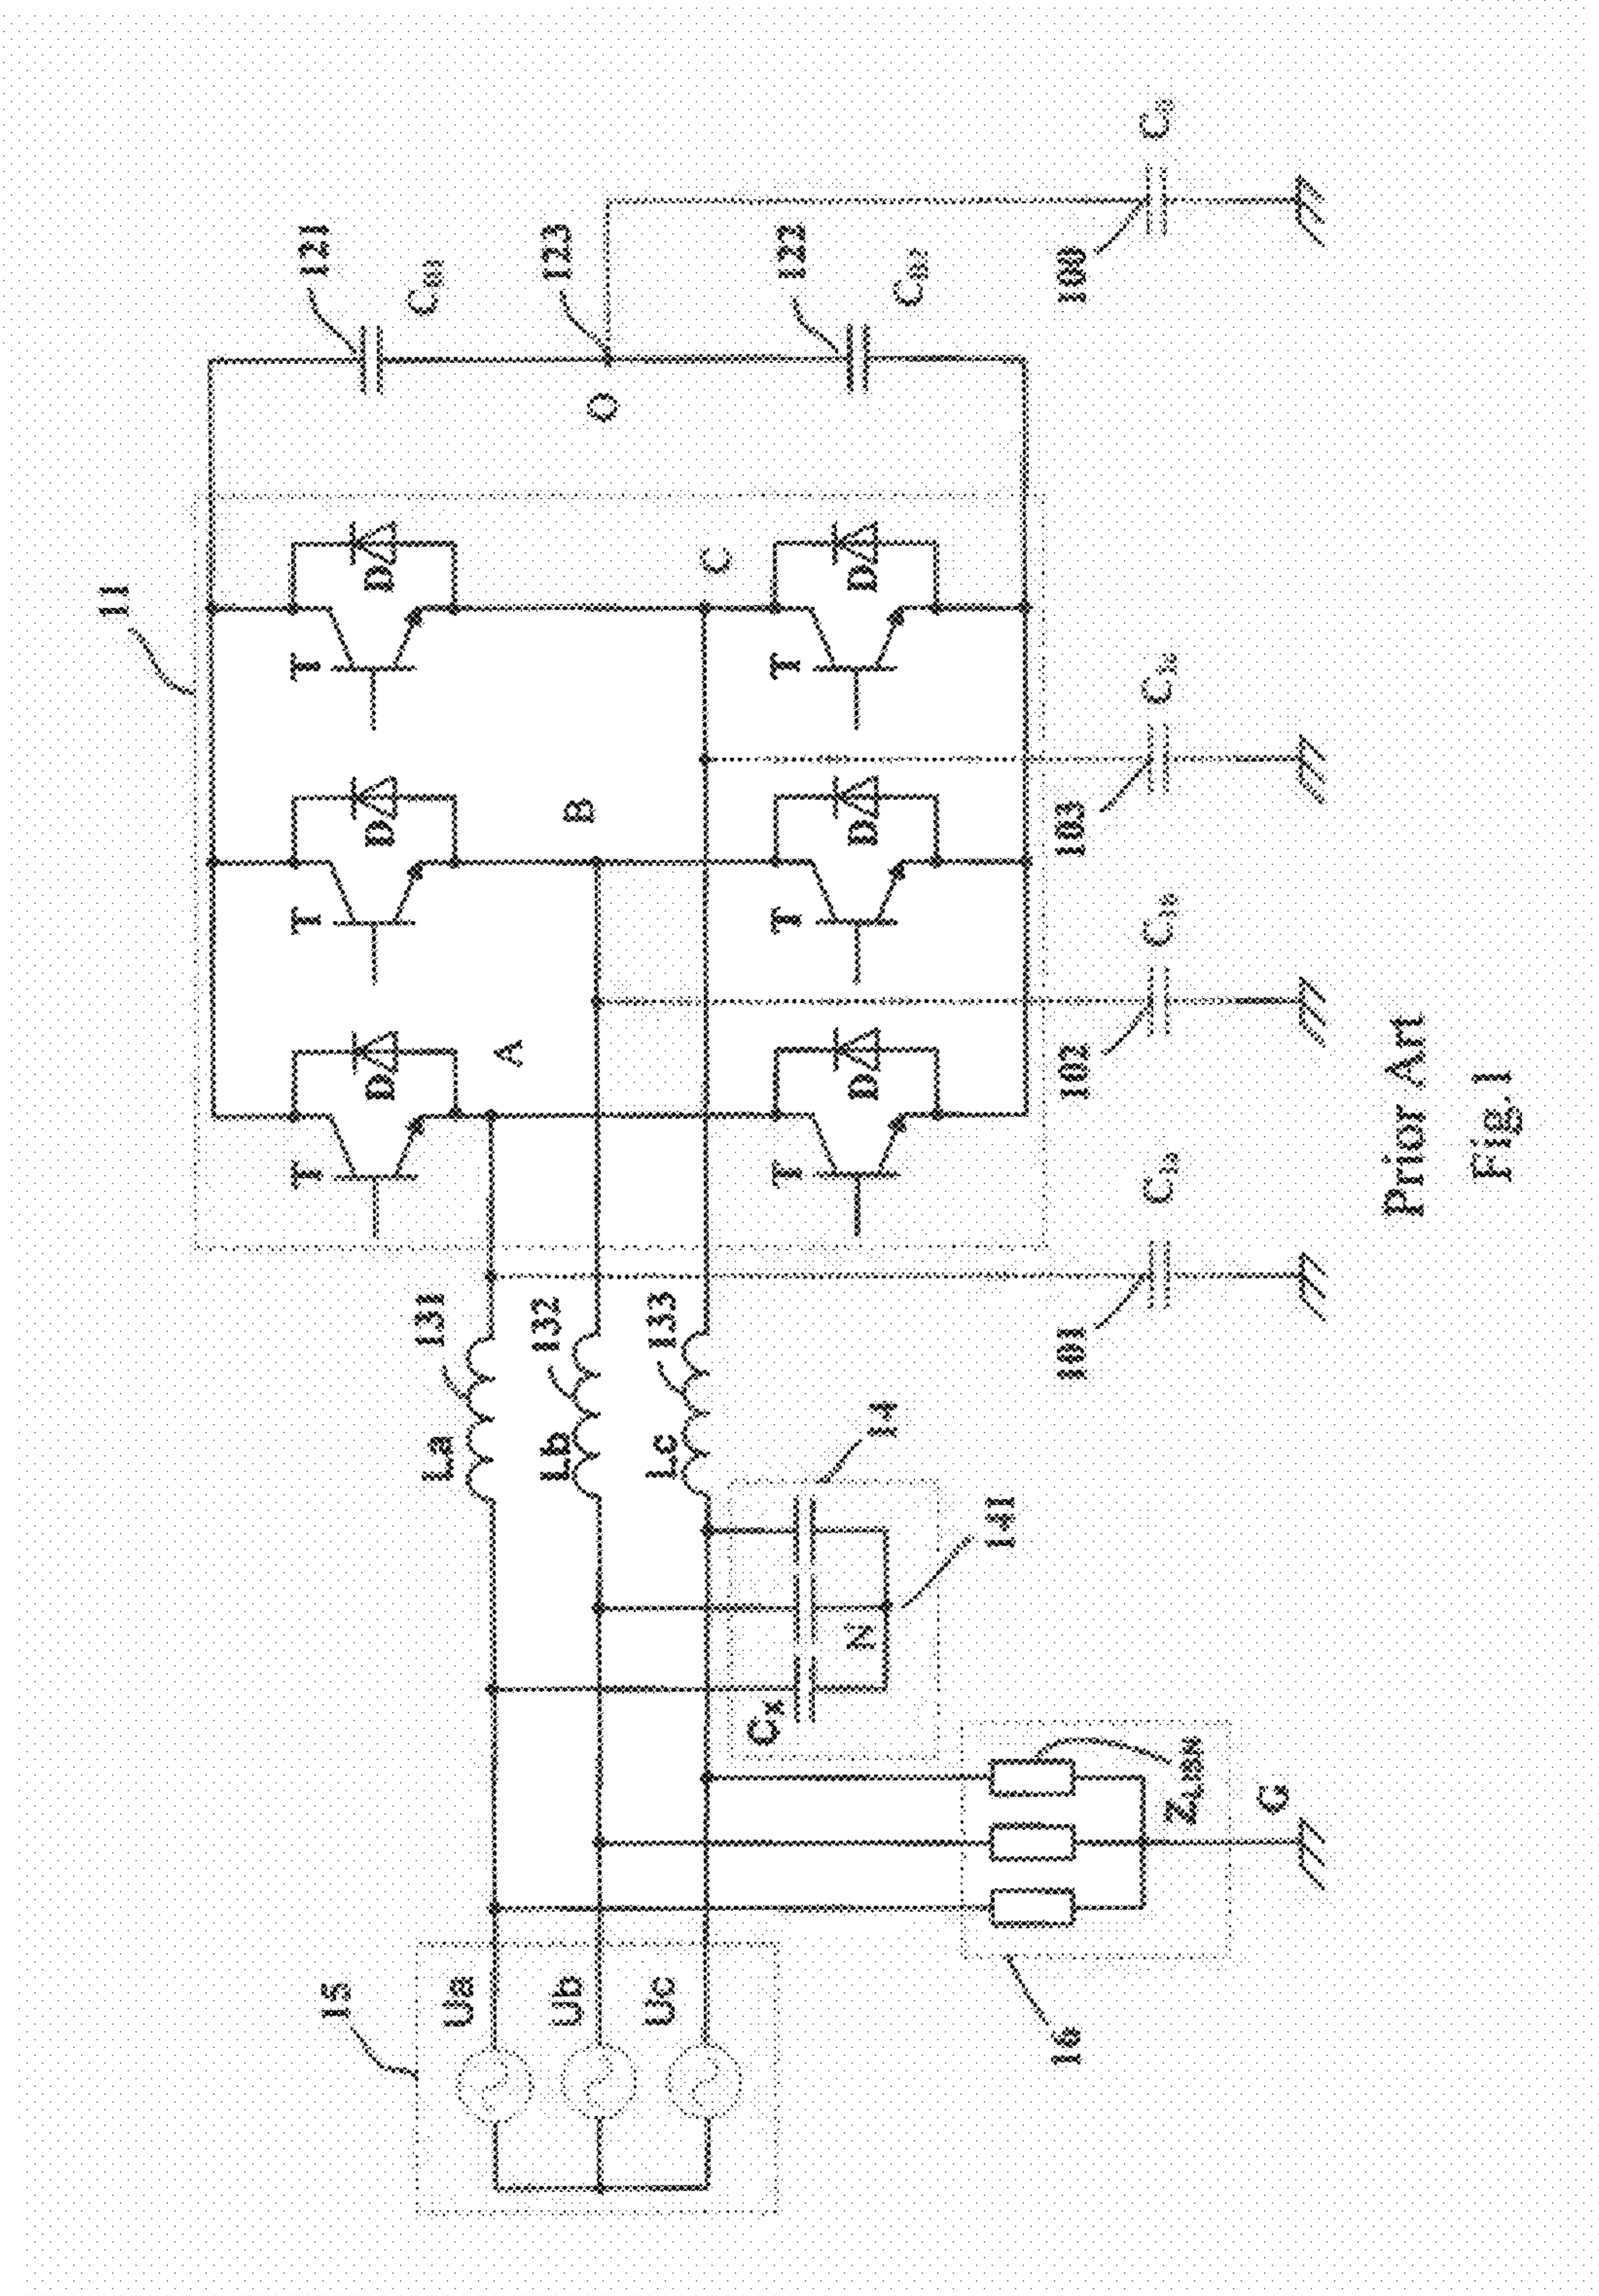 11
121
C_B1
T
D
T
D
T
D
131
La
A
15
Ua
123
O
B
132
Lb
Ub
C
133
Lc
Uc
122
C_B2
T
D
T
D
T
D
14
Cx
N
141
16
Z_LISN
G
100
C_0
103
C_1c
102
C_1b
101
C_1a
Prior Art
Fig.1